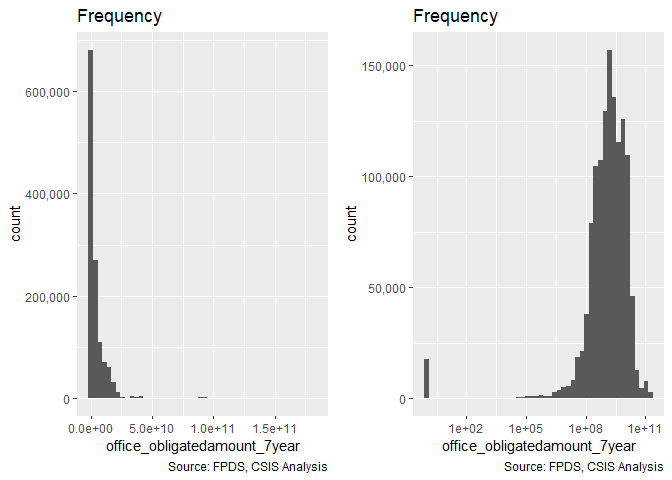 Frequency
600,000
400,000
200,000
0
count
0.0e+00 5.0e+10 1.0e+11 1.5e+11
office_obligatedamount_7year
Source: FPDS, CSIS Analysis
Frequency
150,000
100,000
50,000
0
count
1e+02 1e+05 1e+08 1e+11
office_obligatedamount_7year
Source: FPDS, CSIS Analysis